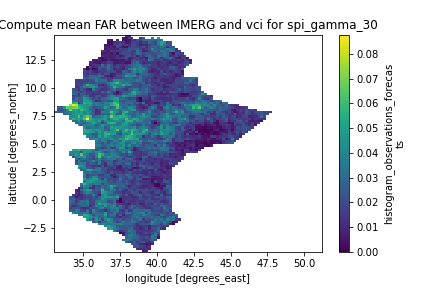 Compute mean FAR between IMERG and vci for spi_gamma_30
12.5
10.0
7.5
5.0
2.5
0.0
−2.5
latitude [degrees_north]
35.0 37.5 40.0 42.5 45.0 47.5 50.0
longitude [degrees_east]
0.08
0.07
0.06
0.05
0.04
0.03
0.02
0.01
0.00
histogram_observations_forecas
ts